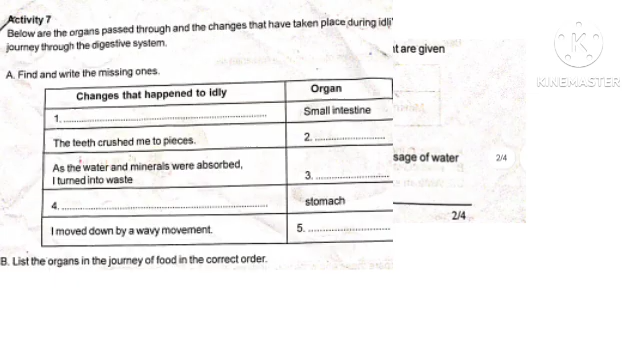 Activity 7
Below are the organs passed through and the changes that have taken place during idli'
journey through the digestive system.
it are given
KINEMASTER
A. Find and write the missing ones.
Changes that happened to idly Organ
1. ........................ Small intestine
The teeth crushed me to pieces. 2. ........................
As the water and minerals were absorbed,
I turned into waste 3. ........................
sage of water 2/4
4. ........................ stomach
2/4
I moved down by a wavy movement. 5. ........................
B. List the organs in the journey of food in the correct order.